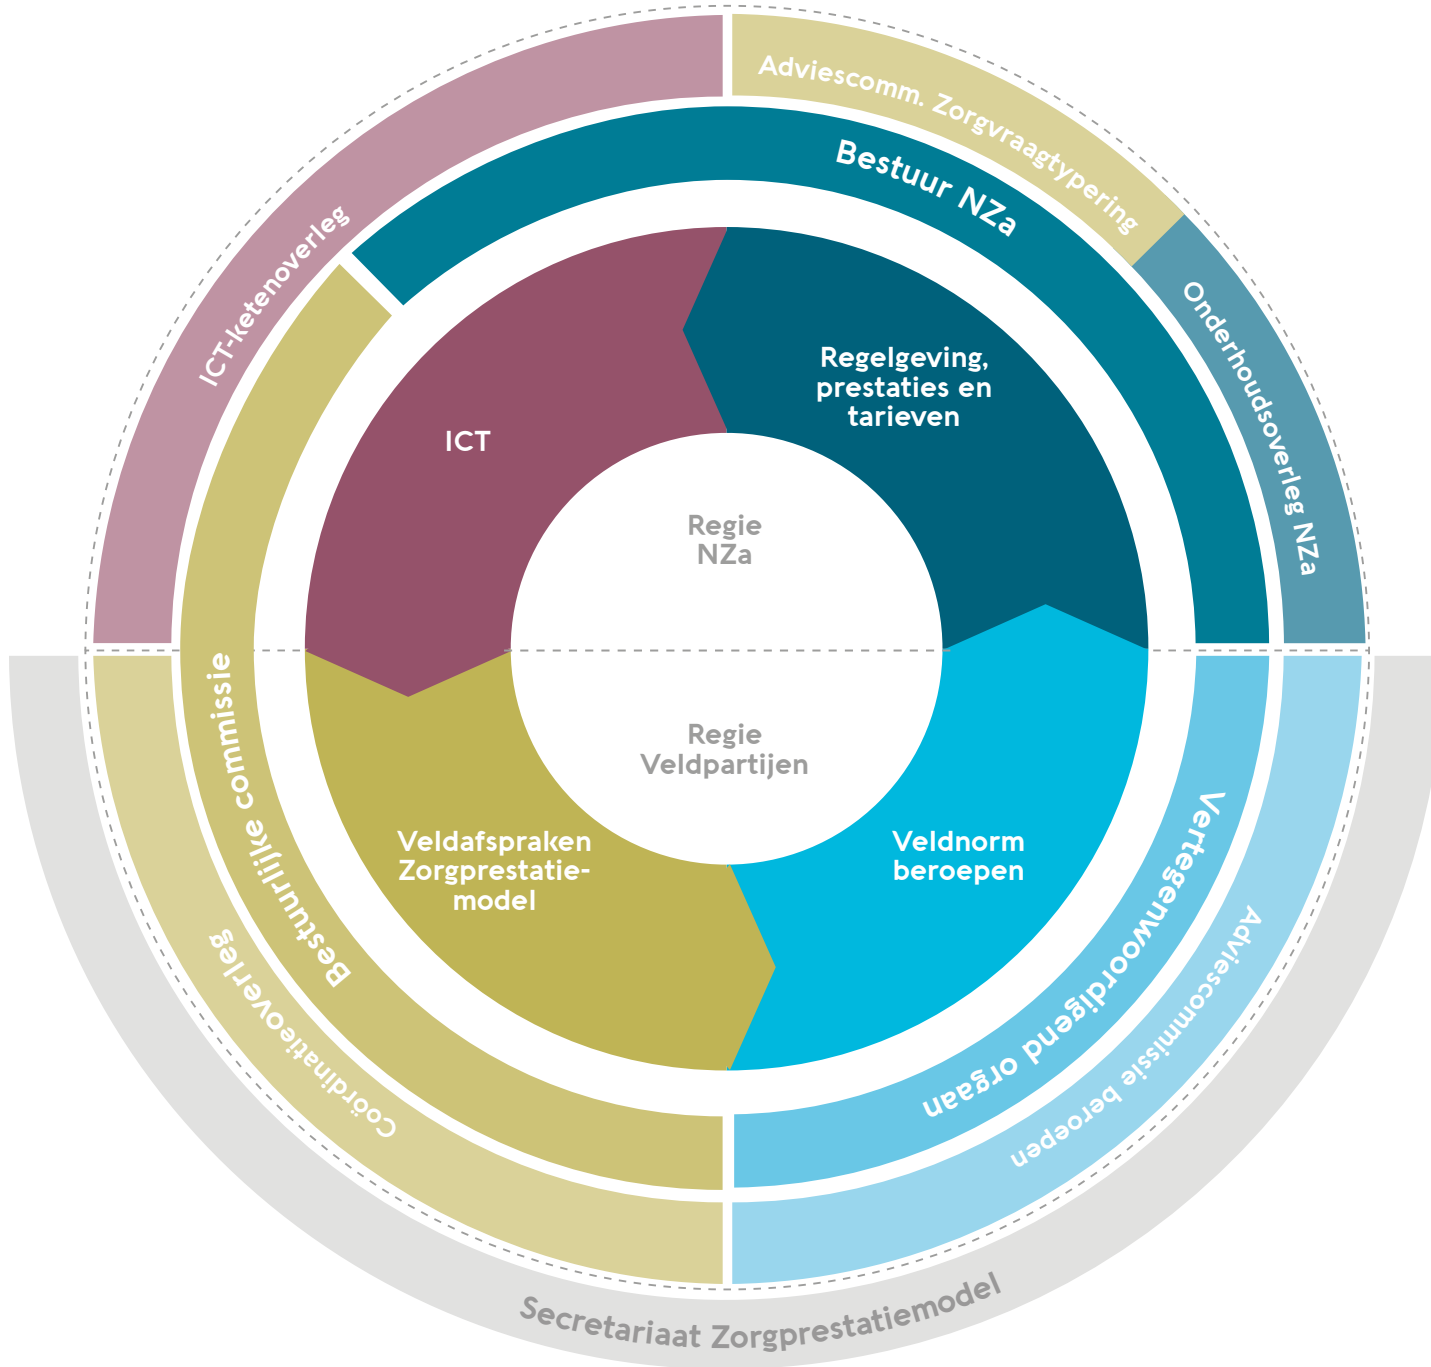 Adviescomm. Zorgvraagtypering
Bestuur NZa
ICT-ketenoverleg
Onderhoudsoverleg NZa
Regelgeving,
prestaties en
tarieven
ICT
Regie
NZa
Regie
Veldpartijen
Veldafspraken
Zorgprestatie-
model
Veldnorm
beroepen
Bestuurlijke commissie
Vertegenwoordigend orgaan
Coördinatieoverleg
Adviescommissie beroepen
Secretariaat Zorgprestatiemodel